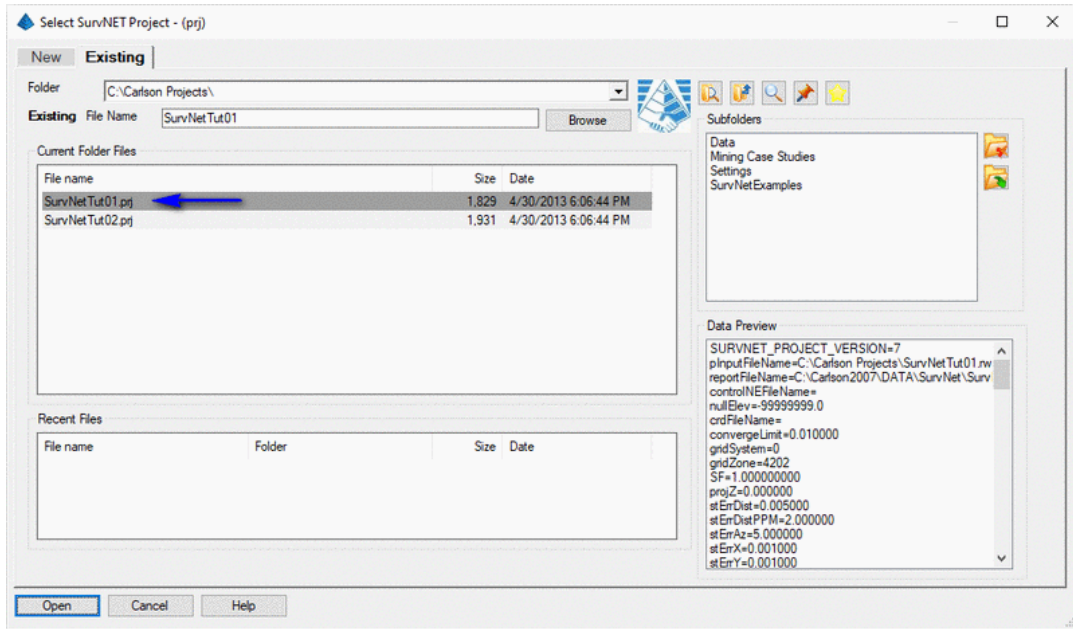 Select SurvNET Project - (prj)
New Existing
Folder C:\Carlson Projects\
Existing File Name SurvNetTut01 Browse
Current Folder Files
File name Size Date
SurvNetTut01.prj 1,829 4/30/2013 6:06:44 PM
SurvNetTut02.prj 1,931 4/30/2013 6:06:44 PM
Recent Files
File name Folder Size Date
Subfolders
Data
Mining Case Studies
Settings
SurvNetExamples
Data Preview
SURVNET_PROJECT_VERSION=7
pInputFileName=C:\Carlson Projects\SurvNetTut01.rw
reportFileName=C:\Carlson2007\DATA\SurvNet\Surv
controlNEFileName=
nullElev=-99999999.0
crdFileName=
convergeLimit=0.010000
gridSystem=0
gridZone=4202
SF=1.000000000
projZ=0.000000
stErrDist=0.005000
stErrDistPPM=2.000000
stErrAz=5.000000
stErrX=0.001000
stErrY=0.001000
Open Cancel Help